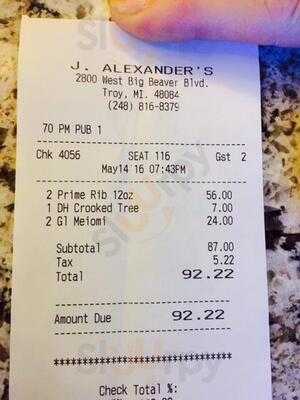 J. ALEXANDER'S
2800 West Big Beaver Blvd.
Troy, MI. 48084
(248) 816-8379
70 PM PUB 1
Chk 4056 SEAT 116 Gst 2
May14'16 07:43PM
2 Prime Rib 12oz 56.00
1 DH Crooked Tree 7.00
2 Gl Meiomi 24.00
Subtotal 87.00
Tax 5.22
Total 92.22
Amount Due 92.22
********************************
Check Total %: